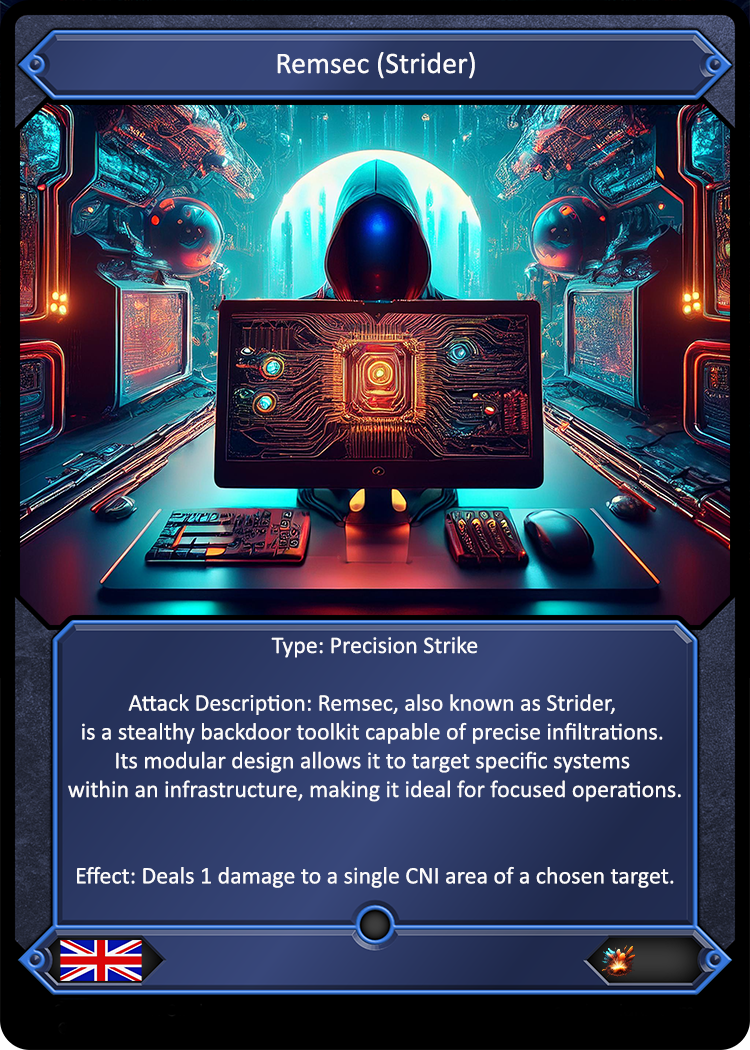 Remsec (Strider)
Type: Precision Strike
Attack Description: Remsec, also known as Strider,
is a stealthy backdoor toolkit capable of precise infiltrations.
Its modular design allows it to target specific systems
within an infrastructure, making it ideal for focused operations.
Effect: Deals 1 damage to a single CNI area of a chosen target.